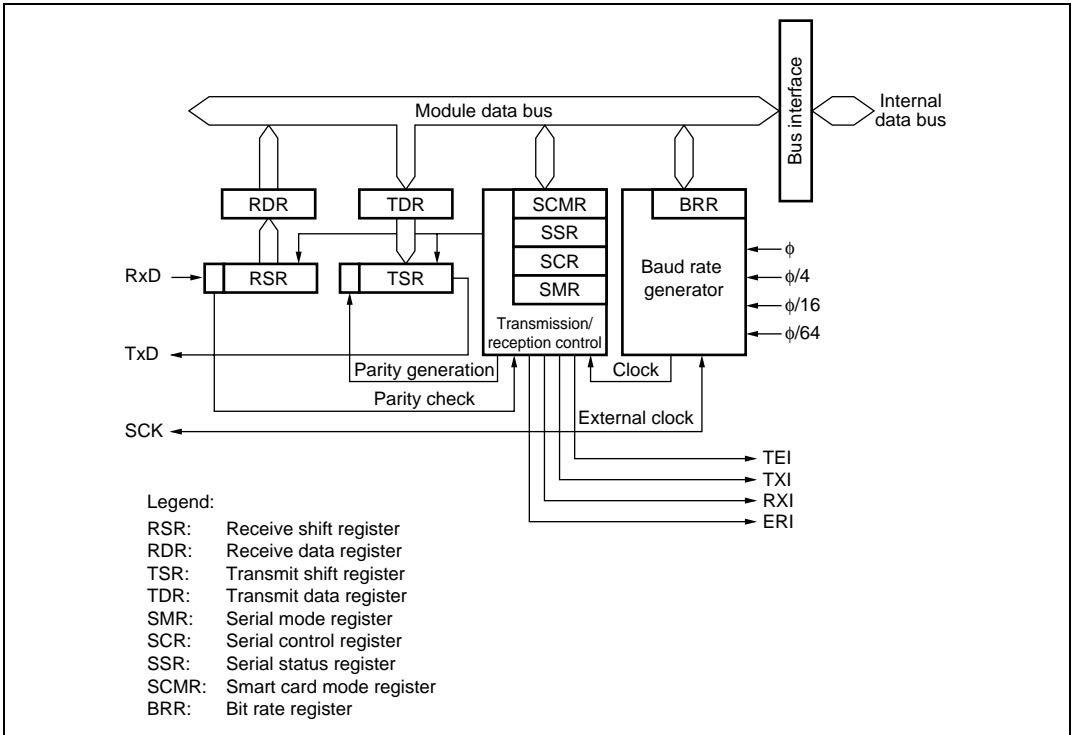 Module data bus
Bus interface
Internal
data bus
RDR
TDR
SCMR
BRR
SSR
SCR
SMR
RxD
RSR
TSR
Baud rate
generator
ϕ
ϕ/4
ϕ/16
ϕ/64
Transmission/
reception control
TxD
Parity generation
Clock
Parity check
External clock
SCK
TEI
TXI
RXI
ERI
Legend:
RSR: Receive shift register
RDR: Receive data register
TSR: Transmit shift register
TDR: Transmit data register
SMR: Serial mode register
SCR: Serial control register
SSR: Serial status register
SCMR: Smart card mode register
BRR: Bit rate register